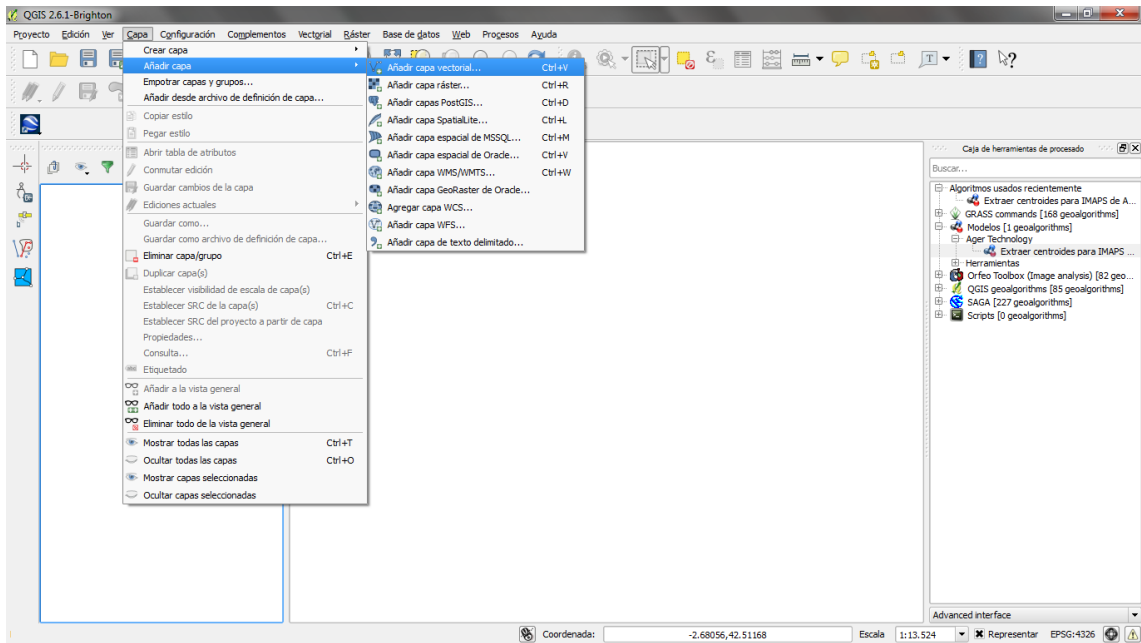 QGIS 2.6.1-Brighton
Proyecto Edición Ver Capa Configuración Complementos Vectorial Ráster Base de datos Web Procesos Ayuda
Crear capa
Añadir capa
Empotrar capas y grupos...
Añadir desde archivo de definición de capa...
Copiar estilo
Pegar estilo
Abrir tabla de atributos
Conmutar edición
Guardar cambios de la capa
Ediciones actuales
Guardar como...
Guardar como archivo de definición de capa...
Eliminar capa/grupo Ctrl+E
Duplicar capa(s)
Establecer visibilidad de escala de capa(s)
Establecer SRC de la capa(s) Ctrl+C
Establecer SRC del proyecto a partir de capa
Propiedades...
Consulta... Ctrl+F
Etiquetado
Añadir a la vista general
Añadir todo a la vista general
Eliminar todo de la vista general
Mostrar todas las capas Ctrl+T
Ocultar todas las capas Ctrl+O
Mostrar capas seleccionadas
Ocultar capas seleccionadas
Añadir capa vectorial... Ctrl+V
Añadir capa ráster... Ctrl+R
Añadir capas PostGIS... Ctrl+D
Añadir capa SpatiaLite... Ctrl+L
Añadir capa espacial de MSSQL... Ctrl+M
Añadir capa espacial de Oracle... Ctrl+V
Añadir capa WMS/WMTS... Ctrl+W
Añadir capa GeoRaster de Oracle...
Agregar capa WCS...
Añadir capa WFS...
Añadir capa de texto delimitado...
Caja de herramientas de procesado
Buscar...
Algoritmos usados recientemente
Extraer centroides para IMAPS de A...
GRASS commands [168 geoalgorithms]
Modelos [1 geoalgorithms]
Ager Technology
Extraer centroides para IMAPS ...
Herramientas
Orfeo Toolbox (Image analysis) [82 geo...
QGIS geoalgorithms [85 geoalgorithms]
SAGA [227 geoalgorithms]
Scripts [0 geoalgorithms]
Advanced interface
Coordenada: -2.68056,42.51168 Escala 1:13.524 Representar EPSG:4326